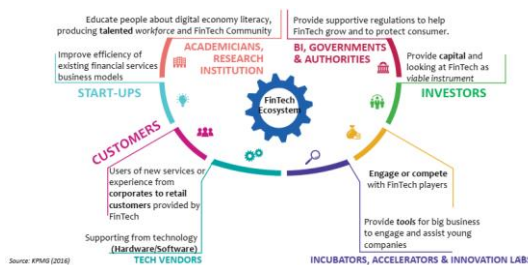 Educate people about digital economy literacy,
producing talented workforce and FinTech Community
ACADEMICIANS,
RESEARCH
INSTITUTION
Provide supportive regulations to help
FinTech grow and to protect consumer.
BI, GOVERNMENTS
& AUTHORITIES
Improve efficiency of
existing financial services
business models
START-UPS
FinTech
Ecosystem
Provide capital and
looking at FinTech as
viable instrument
INVESTORS
CUSTOMERS
Users of new services or
experience from
corporates to retail
customers provided by
FinTech
Engage or compete
with FinTech players
Supporting from technology
(Hardware/Software)
TECH VENDORS
Provide tools for big business
to engage and assist young
companies
INCUBATORS, ACCELERATORS & INNOVATION LAB
Source: KPMG (2016)